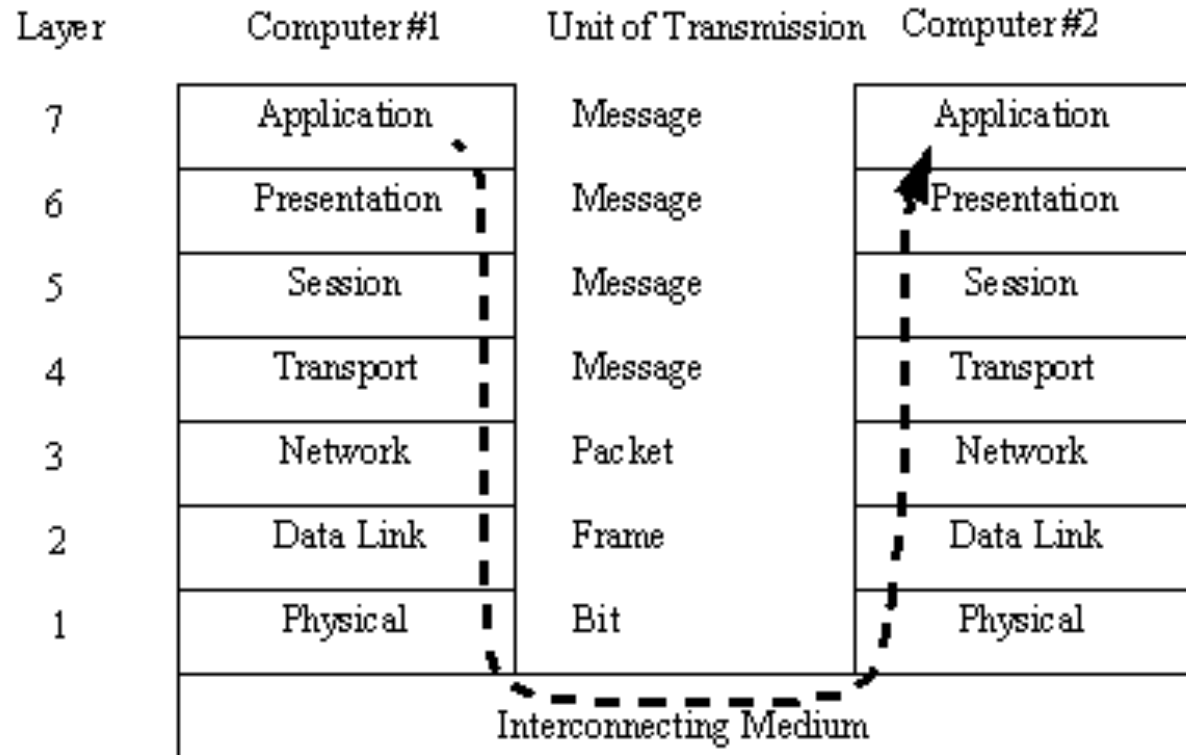 Layer Computer #1 Unit of Transmission Computer #2
7 Application Message Application
6 Presentation Message Presentation
5 Session Message Session
4 Transport Message Transport
3 Network Packet Network
2 Data Link Frame Data Link
1 Physical Bit Physical
Interconnecting Medium